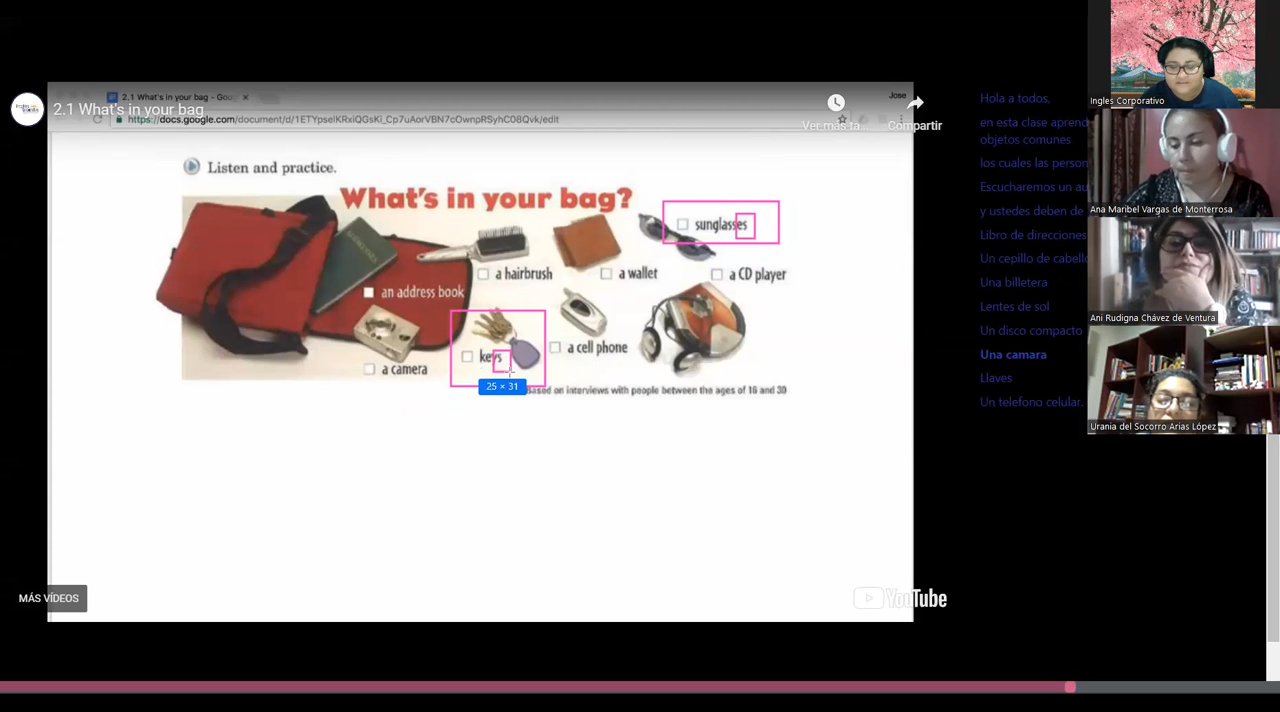 2.1 What's in your bag - Goo
Jose
2.1 What's in your bag
https://docs.google.com/document/d/1ETYpselKRxiQGsKi_Cp7uAorVBN7cOwnpRSyhC08Qvk/edit
Ver más ta
Compartir
Listen and practice.
What's in your bag?
sunglasses
a hairbrush
a wallet
a CD player
an address book
keys
a cell phone
a camera
25 × 31
Based on interviews with people between the ages of 16 and 30
MÁS VÍDEOS
YouTube
Hola a todos,
en esta clase aprend
objetos comunes
los cuales las person
Escucharemos un au
y ustedes deben de
Libro de direcciones
Un cepillo de cabello
Una billetera
Lentes de sol
Un disco compacto
Una camara
Llaves
Un telefono celular.
Ingles Corporativo
Ana Maribel Vargas de Monterrosa
Ani Rudigna Chávez de Ventura
Urania del Socorro Arias López